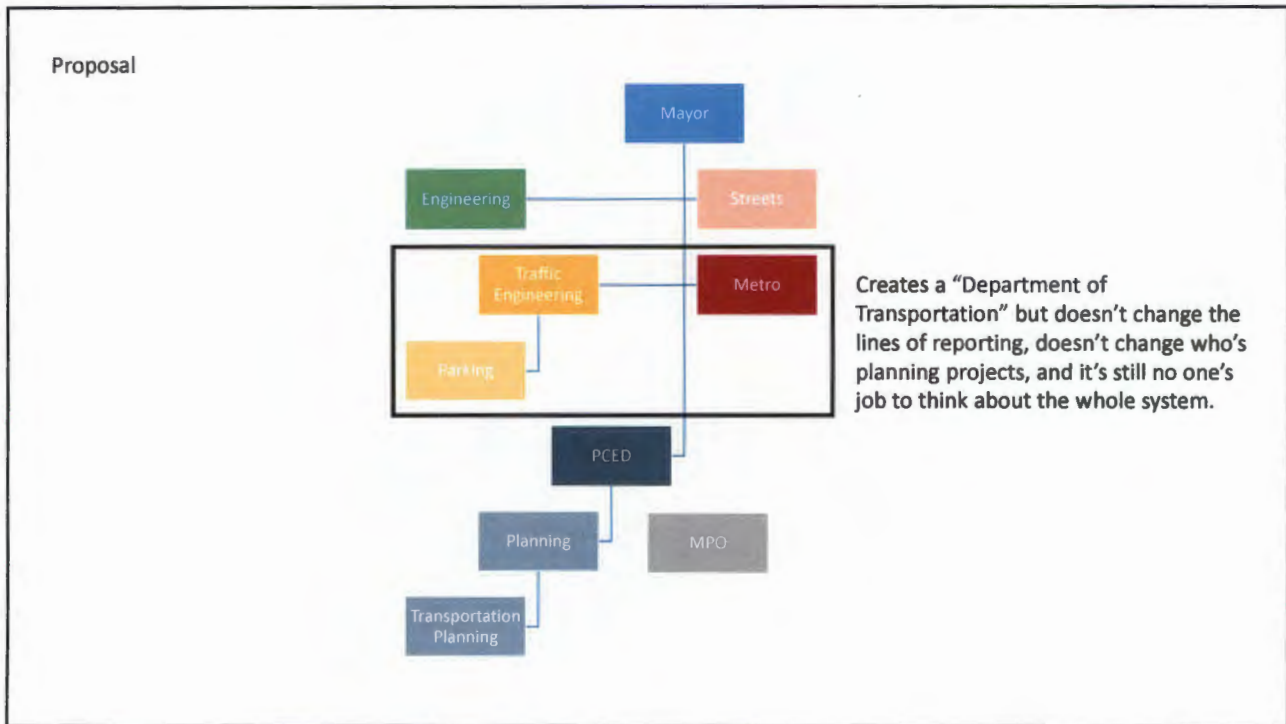 Proposal
Mayor
Engineering
Streets
Traffic
Engineering
Metro
Parking
Creates a “Department of
Transportation” but doesn’t change the
lines of reporting, doesn’t change who’s
planning projects, and it’s still no one’s
job to think about the whole system.
PCED
Planning
MPO
Transportation
Planning